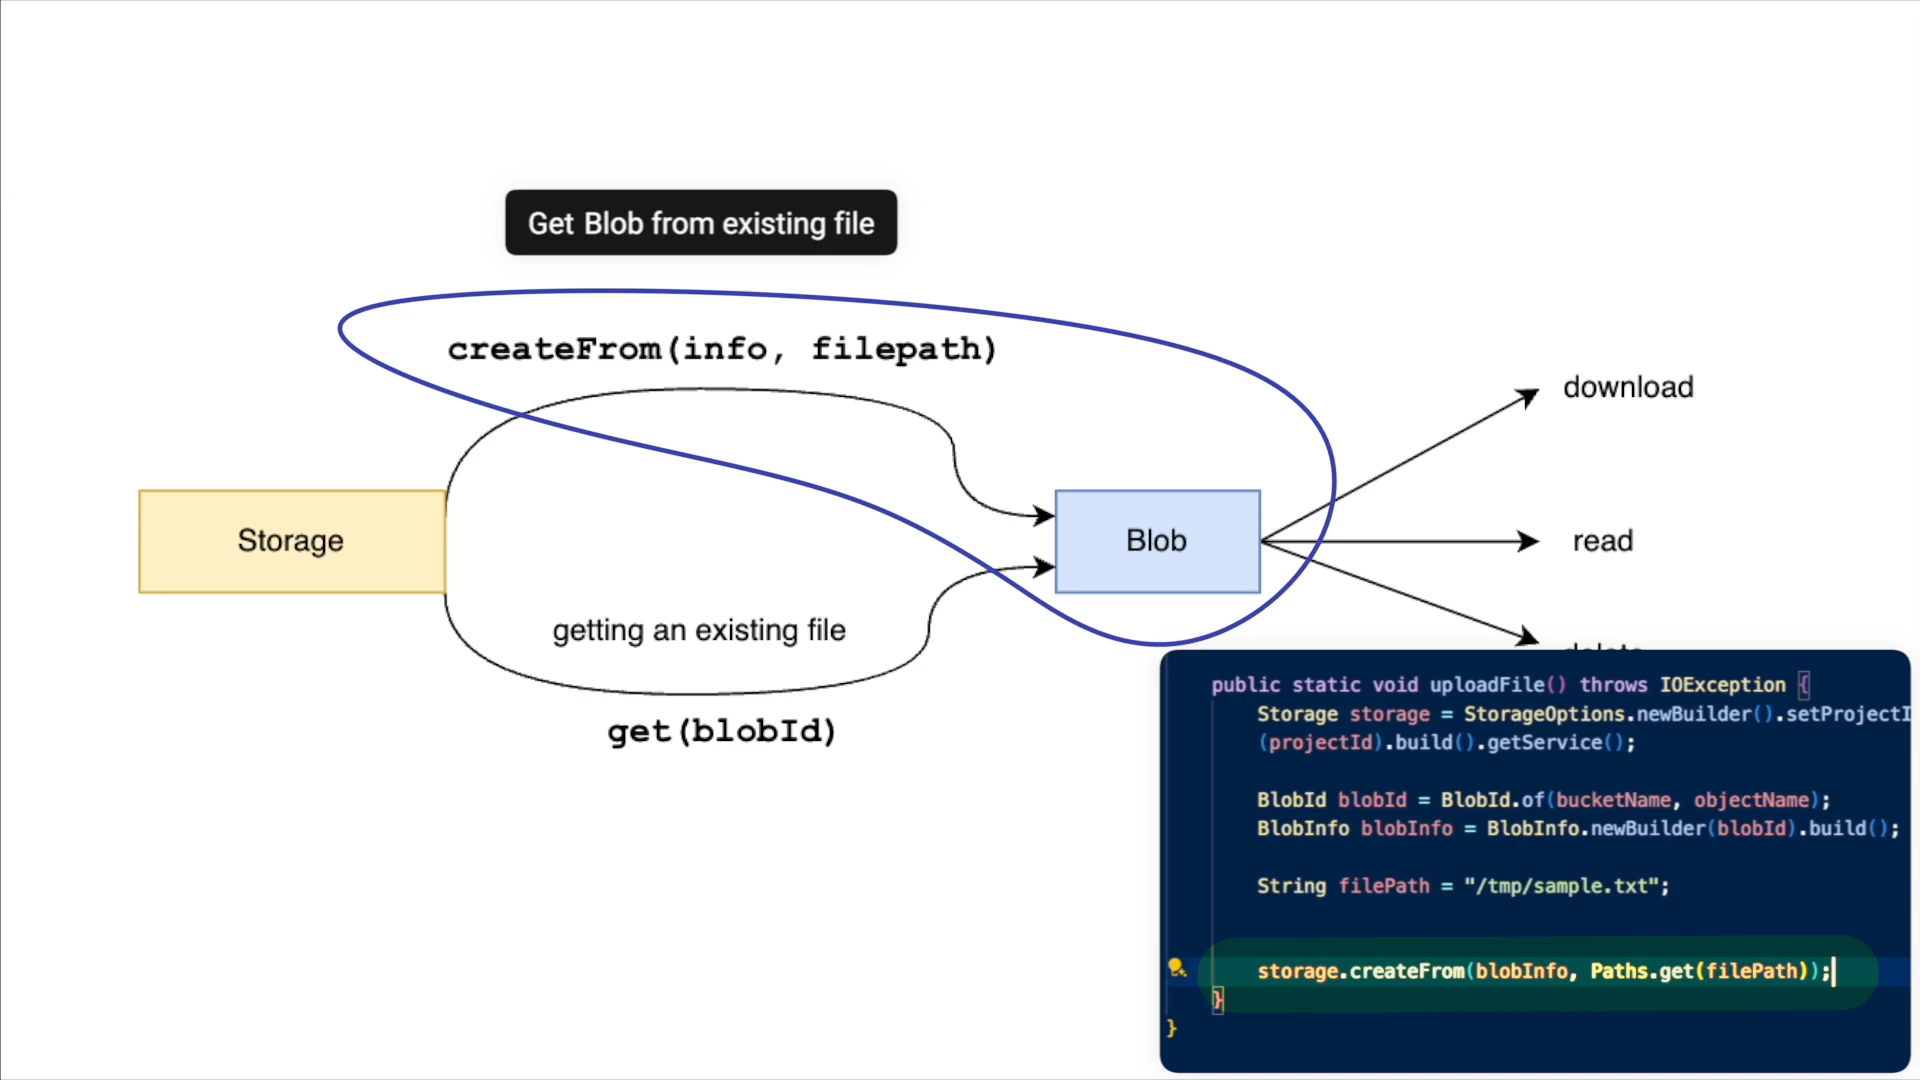 Get Blob from existing file
createFrom(info, filepath)
download
Storage
Blob
read
getting an existing file
get(blobId)
public static void uploadFile() throws IOException {
Storage storage = StorageOptions.newBuilder().setProjectI
(projectId).build().getService();
BlobId blobId = BlobId.of(bucketName, objectName);
BlobInfo blobInfo = BlobInfo.newBuilder(blobId).build();
String filePath = "/tmp/sample.txt";
storage.createFrom(blobInfo, Paths.get(filePath));
}
}